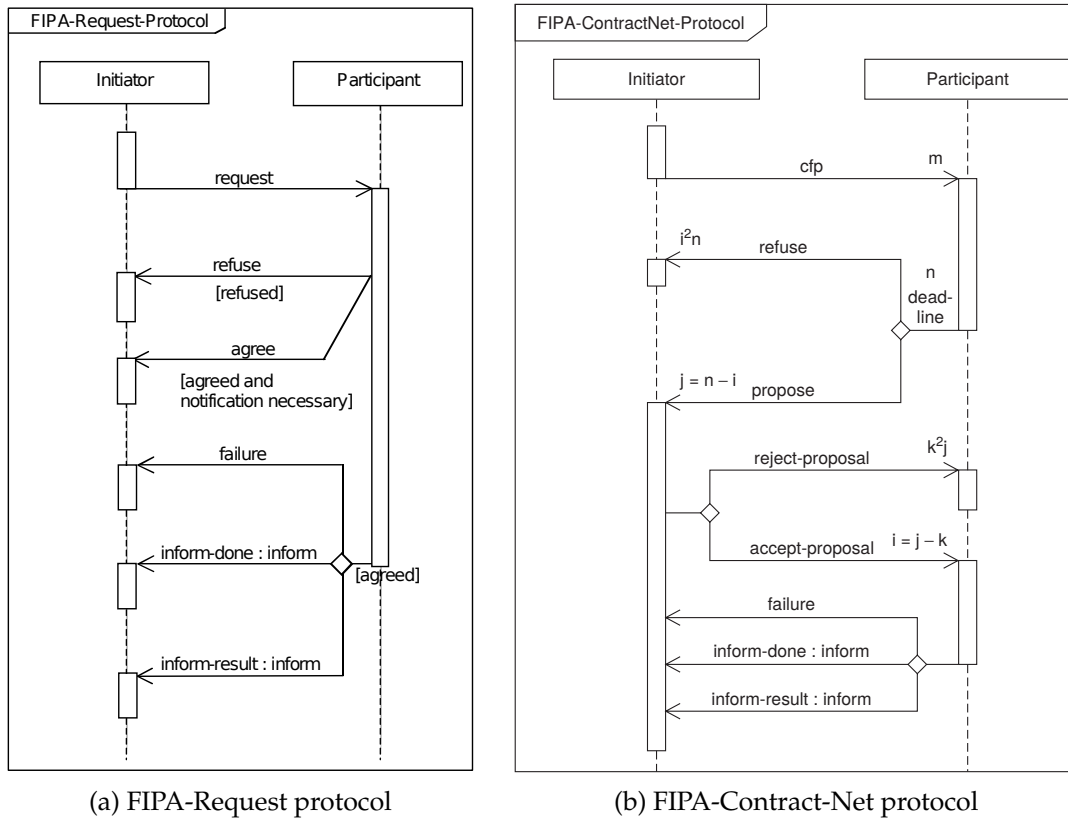 FIPA-Request-Protocol
Initiator
Participant
request
refuse
[refused]
agree
[agreed and
notification necessary]
failure
inform-done : inform
[agreed]
inform-result : inform
(a) FIPA-Request protocol
FIPA-ContractNet-Protocol
Initiator
Participant
cfp
m
i²n
refuse
n
dead-
line
j = n – i
propose
reject-proposal
k²j
accept-proposal
i = j – k
failure
inform-done : inform
inform-result : inform
(b) FIPA-Contract-Net protocol